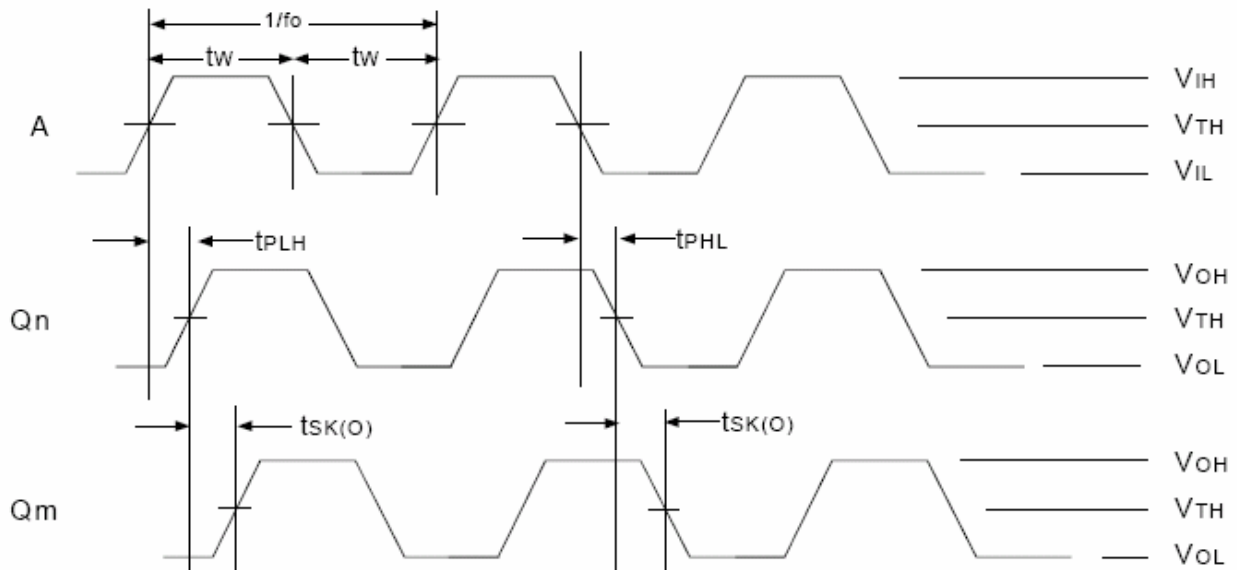 1/fo
tW tW
A
VIH
VTH
VIL
tPLH
tPHL
Qn
VOH
VTH
VOL
tSK(O)
tSK(O)
Qm
VOH
VTH
VOL